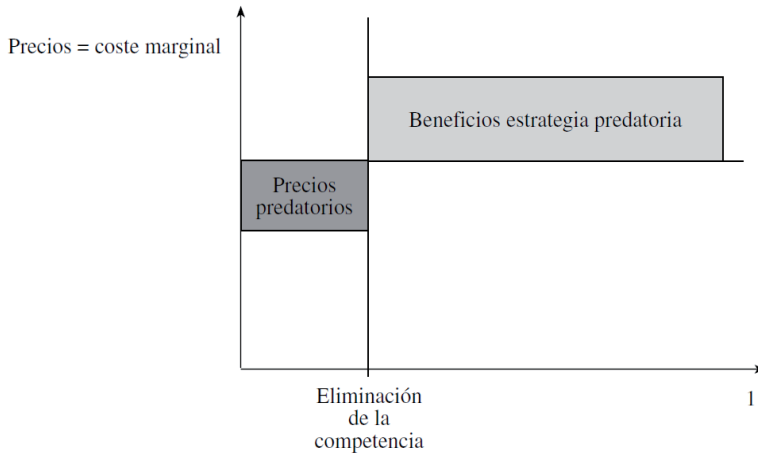 Precios = coste marginal
Beneficios estrategia predatoria
Precios
predatorios
Eliminación
de la
competencia
1